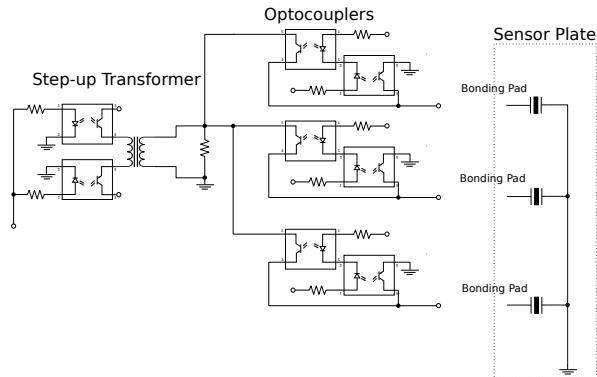 Optocouplers
Sensor Plate
Step-up Transformer
Bonding Pad
Bonding Pad
Bonding Pad